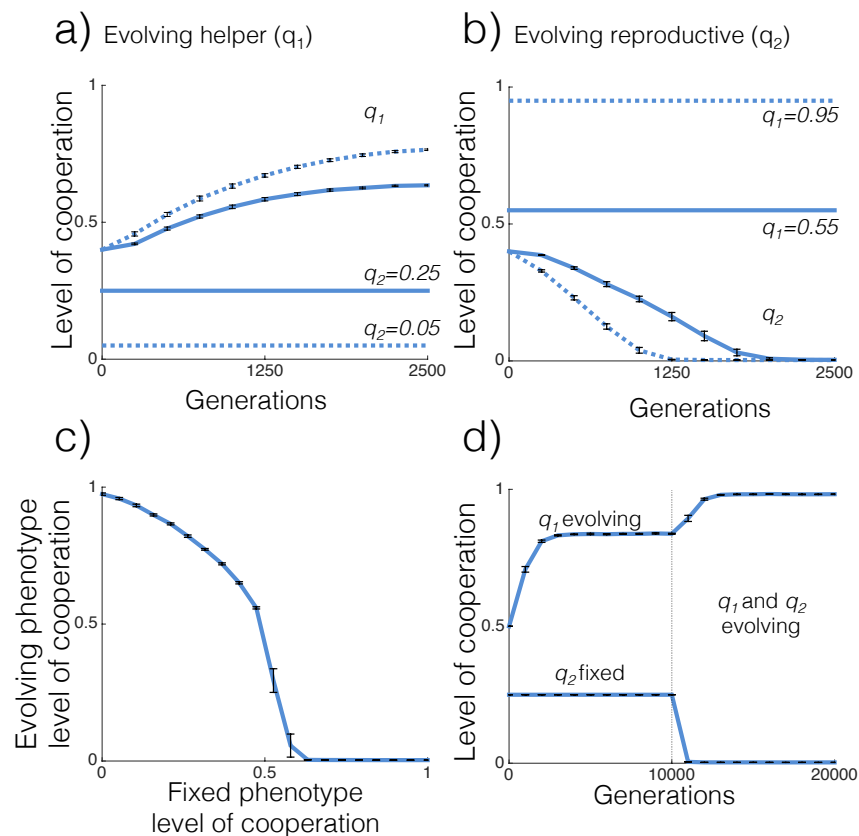 a) Evolving helper (q1)
Level of cooperation
1
0.5
0
q1
q2=0.25
q2=0.05
0 1250 2500
Generations
b) Evolving reproductive (q2)
Level of cooperation
1
0.5
0
q1=0.95
q1=0.55
q2
0 1250 2500
Generations
c)
Evolving phenotype
level of cooperation
1
0.5
0
0 0.5 1
Fixed phenotype
level of cooperation
d)
Level of cooperation
1
0.5
0
q1 evolving
q2 fixed
q1 and q2
evolving
0 10000 20000
Generations